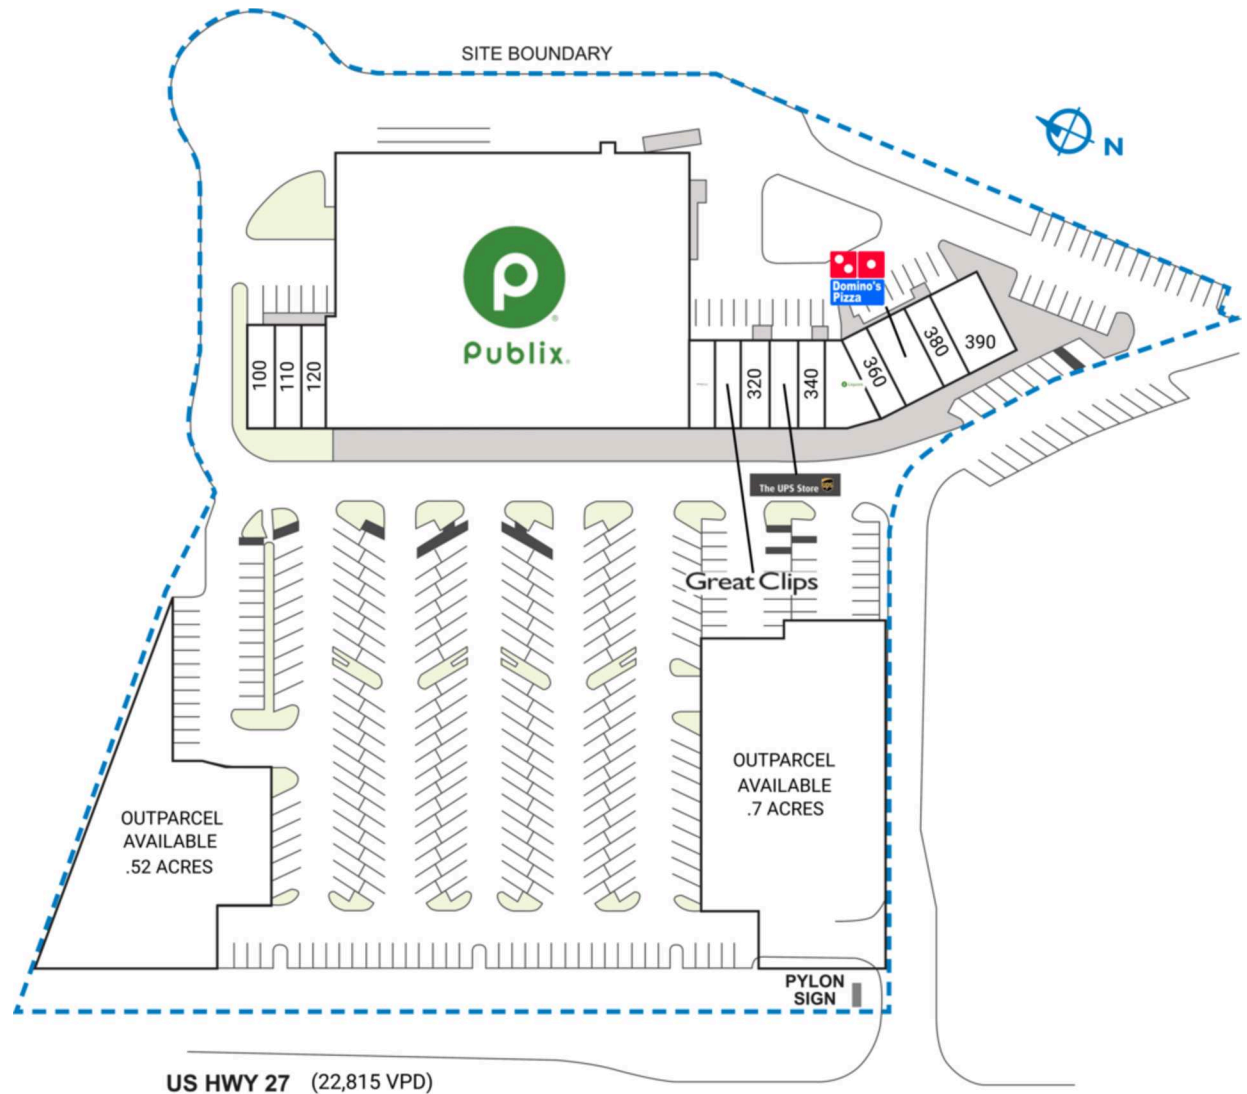 SITE BOUNDARY
N
Publix.
Domino's
Pizza
100
110
120
320
340
360
380
390
The UPS Store
ups
Great Clips
OUTPARCEL
AVAILABLE
.7 ACRES
OUTPARCEL
AVAILABLE
.52 ACRES
PYLON
SIGN
US HWY 27 (22,815 VPD)